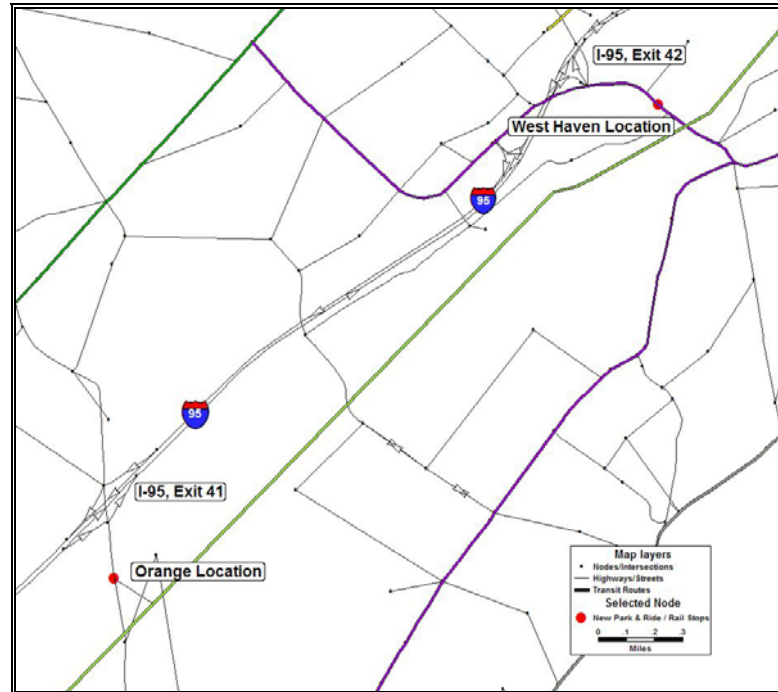 I-95, Exit 42
West Haven Location
95
95
I-95, Exit 41
Orange Location
Map layers
Nodes/Intersections
Highways/Streets
Transit Routes
Selected Node
New Park & Ride / Rail Stops
0 .1 .2 .3
Miles